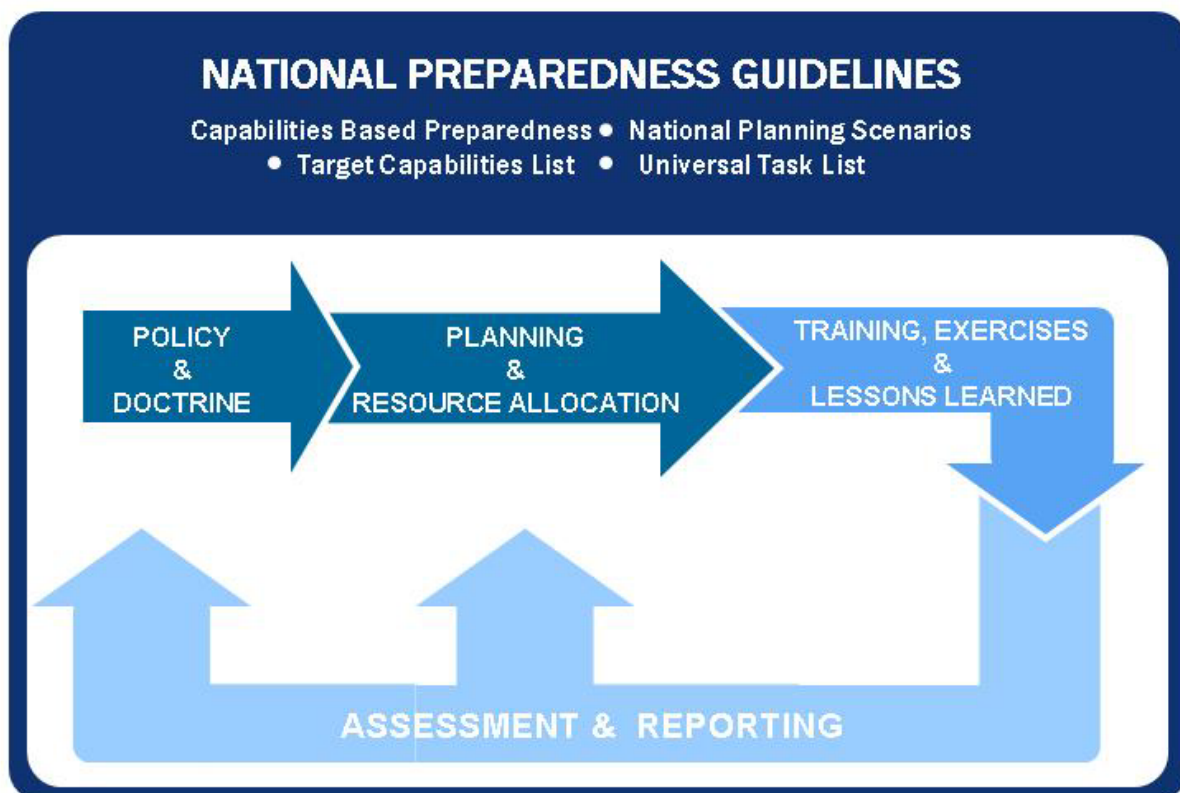 NATIONAL PREPAREDNESS GUIDELINES
Capabilities Based Preparedness • National Planning Scenarios
• Target Capabilities List • Universal Task List
POLICY
&
DOCTRINE
PLANNING
&
RESOURCE ALLOCATION
TRAINING, EXERCISES
&
LESSONS LEARNED
ASSESSMENT & REPORTING